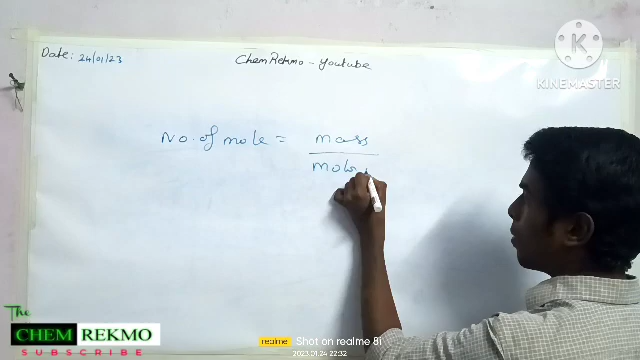 Date: 24/01/23
ChemRekmo - Youtube
KINEMASTER
No. of mole = mass
The
CHEM REKMO
SUBSCRIBE
realme Shot on realme 8i
2023.01.24 22:32